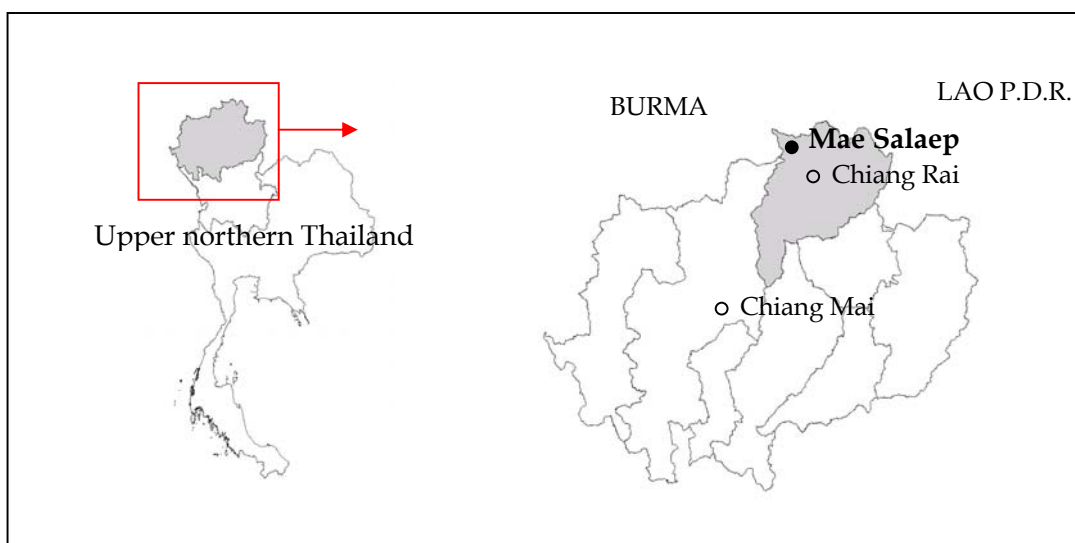 Upper northern Thailand
BURMA
LAO P.D.R.
Mae Salaep
Chiang Rai
Chiang Mai